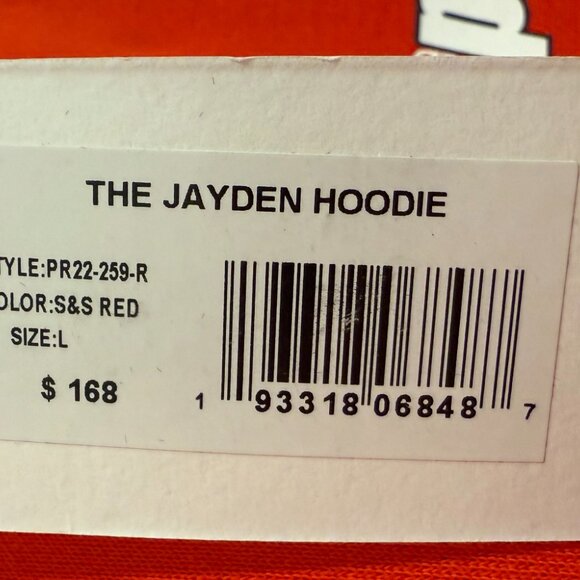 p
THE JAYDEN HOODIE
TYLE:PR22-259-R
OLOR:S&S RED
SIZE:L
$ 168
1 93318 06848 7